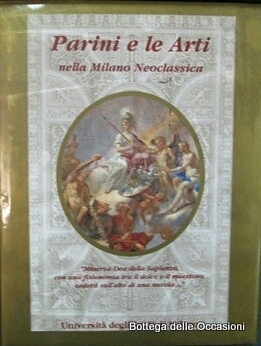 Parini e le Arti
nella Milano Neoclassica
"Minerva Dea della Sapienza,
con una fisionomia tra il dolce e il maestoso,
sederà sull'alto di una nuvola ..."
Università degli
Bottega delle Occasioni